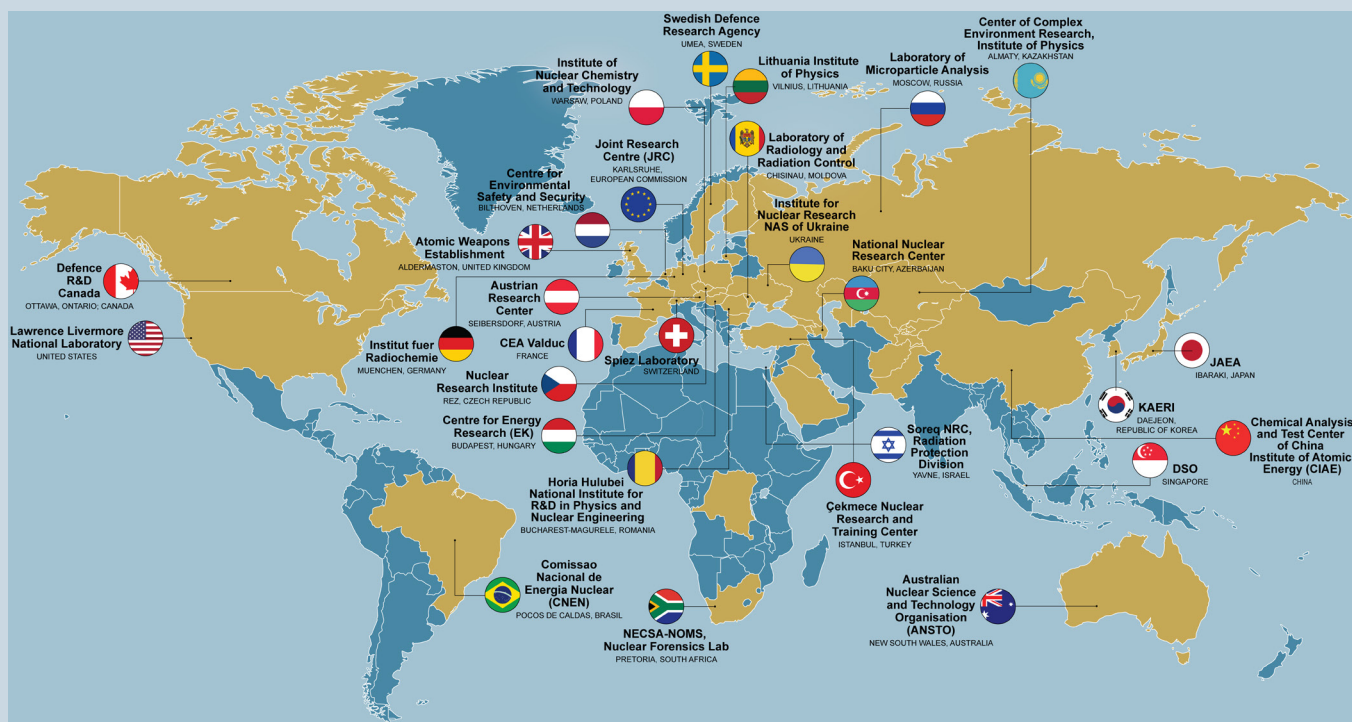 Swedish Defence
Research Agency
UMEA, SWEDEN
Center of Complex
Environment Research,
Institute of Physics
ALMATY, KAZAKHSTAN
Institute of
Nuclear Chemistry
and Technology
WARSAW, POLAND
Lithuania Institute
of Physics
VILNIUS, LITHUANIA
Laboratory of
Microparticle Analysis
MOSCOW, RUSSIA
Joint Research
Centre (JRC)
KARLSRUHE,
EUROPEAN COMMISSION
Laboratory of
Radiology and
Radiation Control
CHISINAU, MOLDOVA
Centre for
Environmental
Safety and Security
BILTHOVEN, NETHERLANDS
Institute for
Nuclear Research
NAS of Ukraine
UKRAINE
Atomic Weapons
Establishment
ALDERMASTON, UNITED KINGDOM
National Nuclear
Research Center
BAKU CITY, AZERBAIJAN
Defence
R&D
Canada
OTTAWA, ONTARIO; CANADA
Austrian
Research
Center
SEIBERSDORF, AUSTRIA
Lawrence Livermore
National Laboratory
UNITED STATES
Institut fuer
Radiochemie
MUENCHEN, GERMANY
CEA Valduc
FRANCE
Spiez Laboratory
SWITZERLAND
JAEA
IBARAKI, JAPAN
Nuclear
Research Institute
REZ, CZECH REPUBLIC
KAERI
DAEJEON,
REPUBLIC OF KOREA
Centre for Energy
Research (EK)
BUDAPEST, HUNGARY
Soreq NRC,
Radiation
Protection
Division
YAVNE, ISRAEL
Chemical Analysis
and Test Center
of China
Institute of Atomic
Energy (CIAE)
CHINA
DSO
SINGAPORE
Horia Hulubei
National Institute for
R&D in Physics and
Nuclear Engineering
BUCHAREST-MAGURELE, ROMANIA
Çekmece Nuclear
Research and
Training Center
ISTANBUL, TURKEY
Comissao
Nacional de
Energia Nuclear
(CNEN)
POCOS DE CALDAS, BRASIL
NECSA-NOMS,
Nuclear Forensics Lab
PRETORIA, SOUTH AFRICA
Australian
Nuclear Science
and Technology
Organisation
(ANSTO)
NEW SOUTH WALES, AUSTRALIA